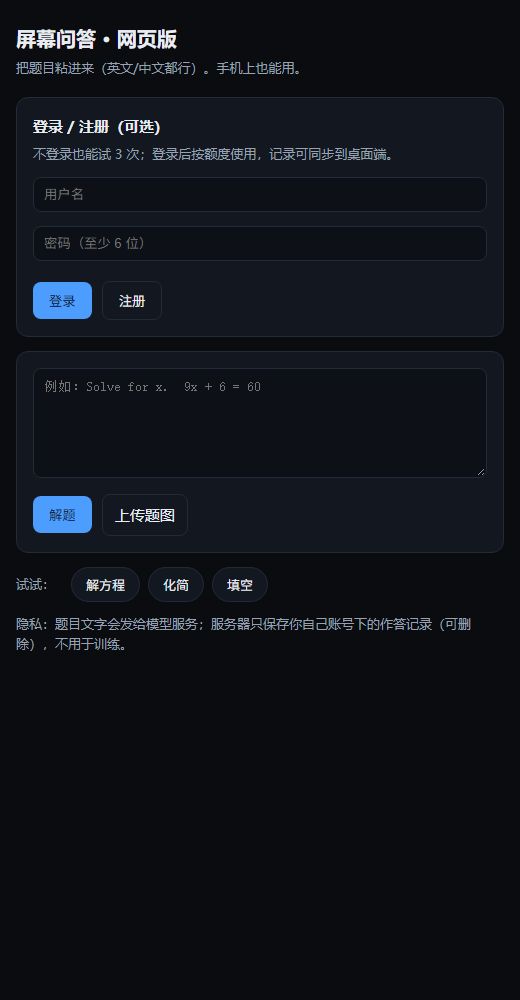 屏幕问答 · 网页版
把题目粘进来（英文/中文都行）。手机上也能用。
登录 / 注册（可选）
不登录也能试 3 次；登录后按额度使用，记录可同步到桌面端。
用户名
密码（至少 6 位）
登录 注册
例如：Solve for x.  9x + 6 = 60
解题 上传题图
试试： 解方程 化简 填空
隐私：题目文字会发给模型服务；服务器只保存你自己账号下的作答记录（可删
除），不用于训练。